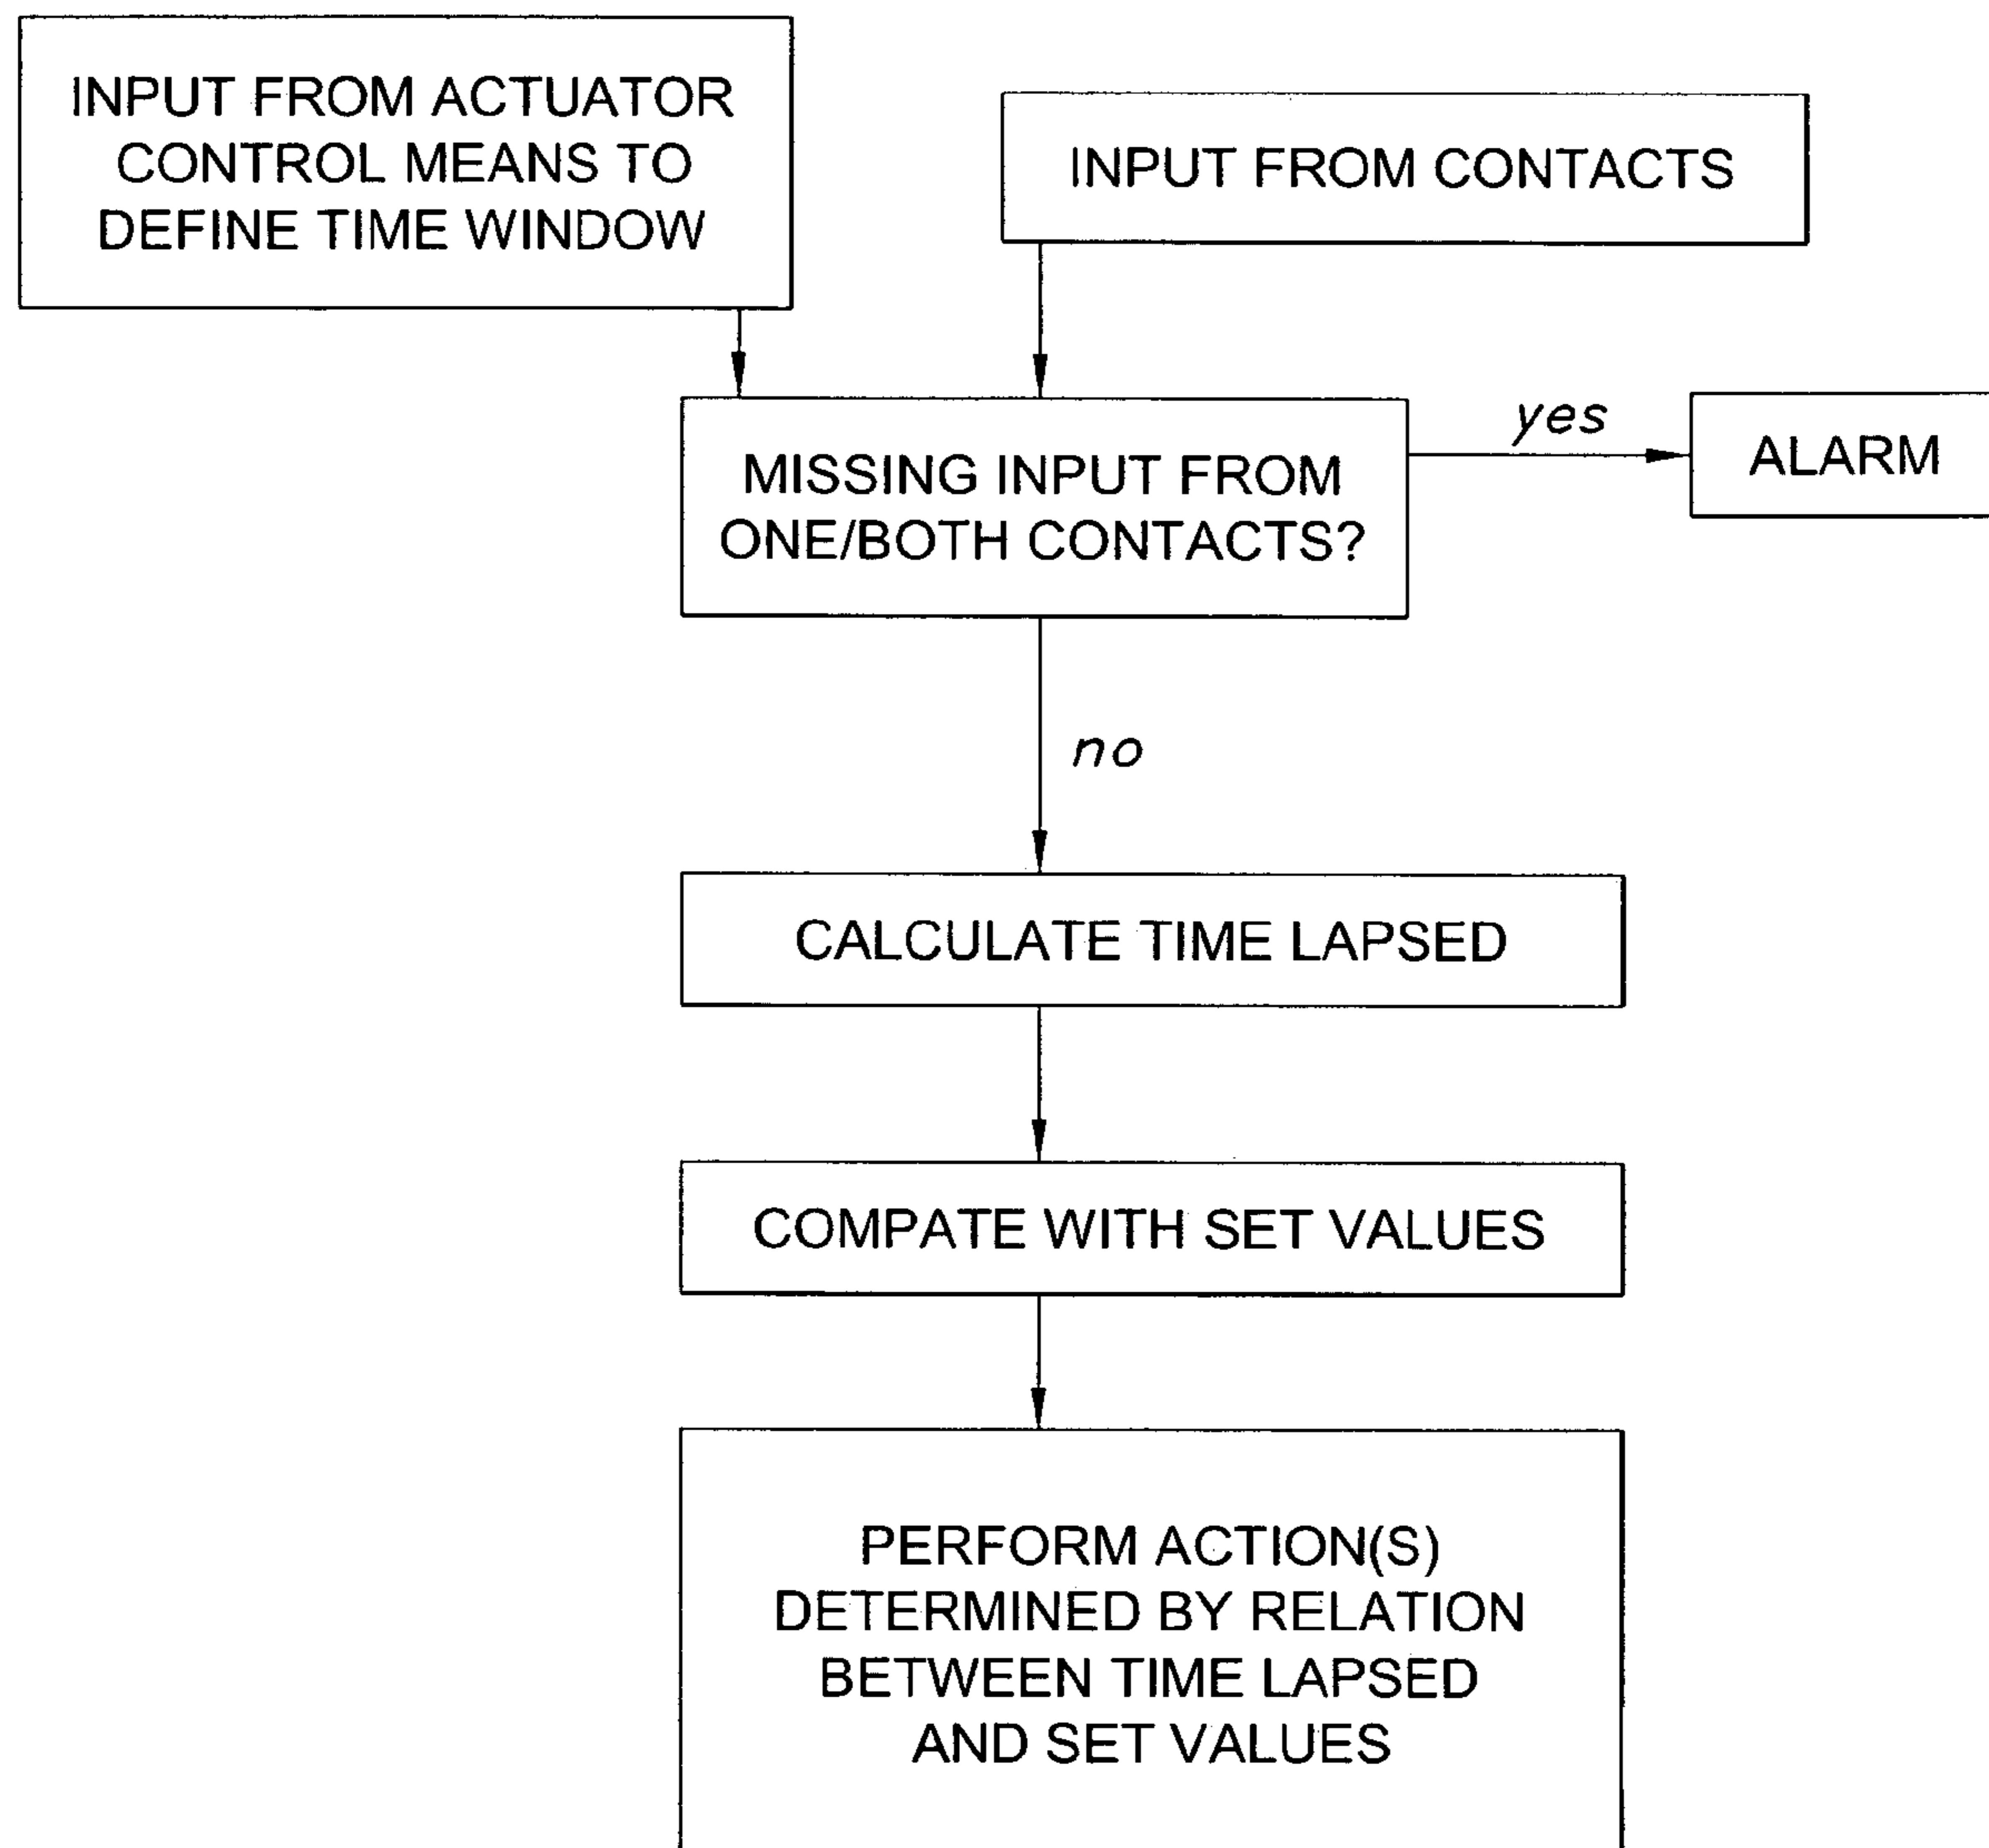 INPUT FROM ACTUATOR
CONTROL MEANS TO
DEFINE TIME WINDOW
INPUT FROM CONTACTS
MISSING INPUT FROM
ONE/BOTH CONTACTS?
yes
ALARM
no
CALCULATE TIME LAPSED
COMPATE WITH SET VALUES
PERFORM ACTION(S)
DETERMINED BY RELATION
BETWEEN TIME LAPSED
AND SET VALUES